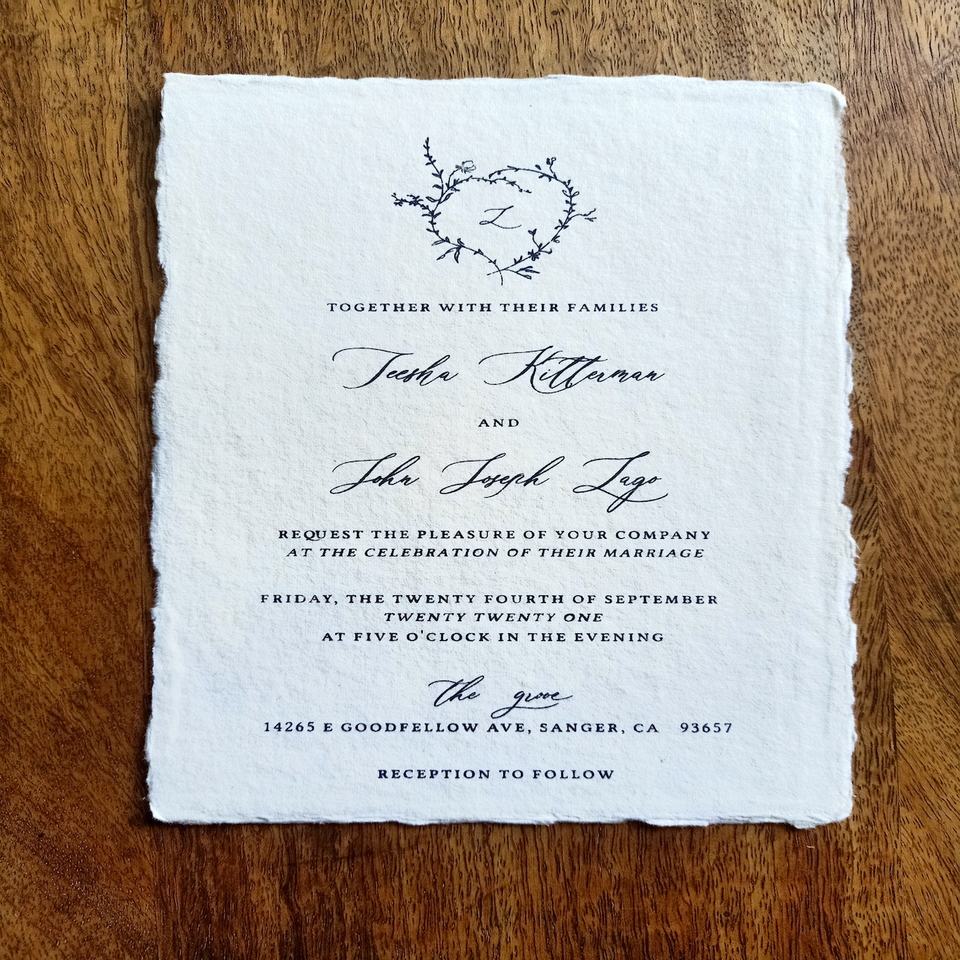 L
TOGETHER WITH THEIR FAMILIES
Teesha Kitterman
AND
John Joseph Lago
REQUEST THE PLEASURE OF YOUR COMPANY
AT THE CELEBRATION OF THEIR MARRIAGE
FRIDAY, THE TWENTY FOURTH OF SEPTEMBER
TWENTY TWENTY ONE
AT FIVE O'CLOCK IN THE EVENING
the grove
14265 E GOODFELLOW AVE, SANGER, CA 93657
RECEPTION TO FOLLOW